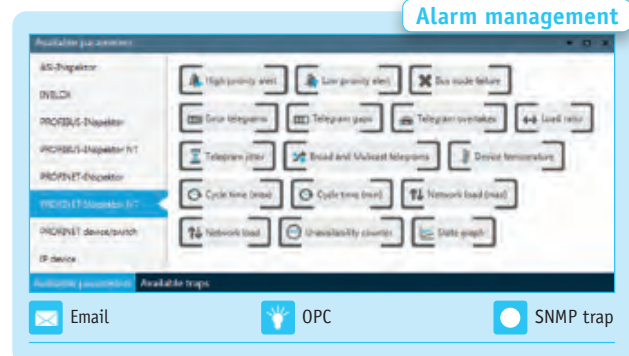 Alarm management
Available parameters
ASi-Inspektor
INBLOX
PROFIBUS-INspektor
PROFIBUS-INspektor NT
PROFINET-INspektor
PROFINET-INspektor NT
PROFINET device/switch
IP device
High priority alert
Low priority alert
Bus node failure
Error telegrams
Telegram gaps
Telegram overtakes
Load ratio
Telegram jitter
Broad and Multicast telegrams
Device temperature
Cycle time (max)
Cycle time (min)
Network load (max)
Network load
Unavailability counter
State graph
Available parameters
Available traps
Email
OPC
SNMP trap